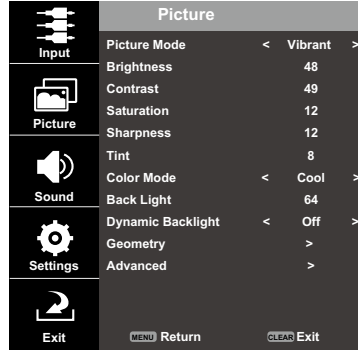 Picture
Input
Picture
Sound
Settings
Exit
Picture Mode < Vibrant >
Brightness 48
Contrast 49
Saturation 12
Sharpness 12
Tint 8
Color Mode < Cool >
Back Light 64
Dynamic Backlight < Off >
Geometry >
Advanced >
MENU Return CLEAR Exit